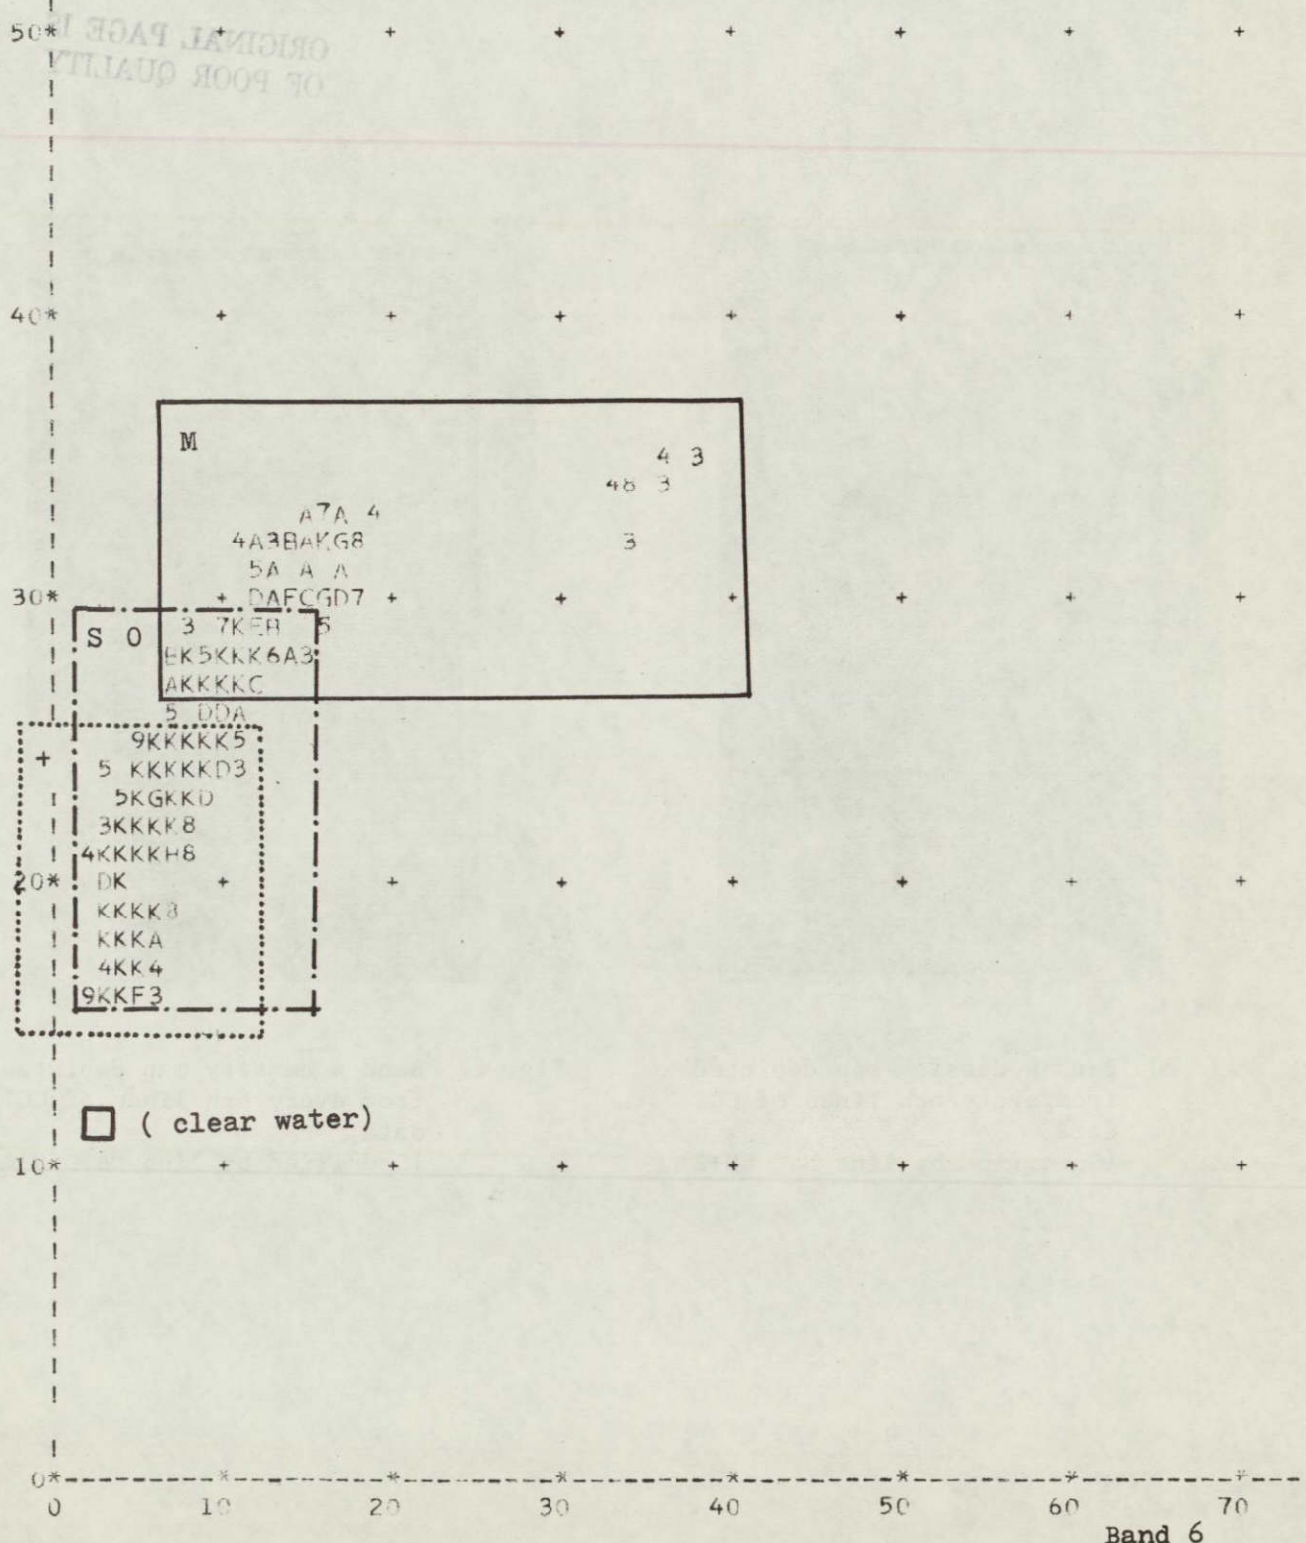 50* + + + + + + +
ORIGINAL PAGE IS
OF POOR QUALITY
40* + + + + + + +
M
4 3
48 3
A7A 4
4A3BAKG8 3
5A A A
30* + DAFCGD7 + + + + + +
S O 3 7KEB 5
EK5KKK6A3
AKKKKC
5 DDA
9KKKKK5
+ 5 KKKKKD3
5KGKKD
3KKKK8
4KKKKH8
20* DK + + + + + + +
KKKK8
KKKA
4KK4
9KKF3
( clear water)
10* + + + + + + +
0*---------*---------*---------*---------*---------*---------*---------*---
0 10 20 30 40 50 60 70
Band 6